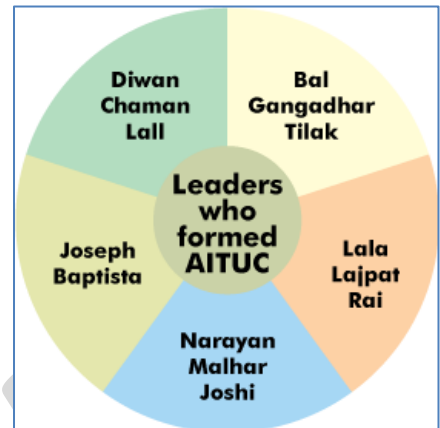 Leaders
who
formed
AITUC
Diwan
Chaman
Lall
Bal
Gangadhar
Tilak
Lala
Lajpat
Rai
Narayan
Malhar
Joshi
Joseph
Baptista